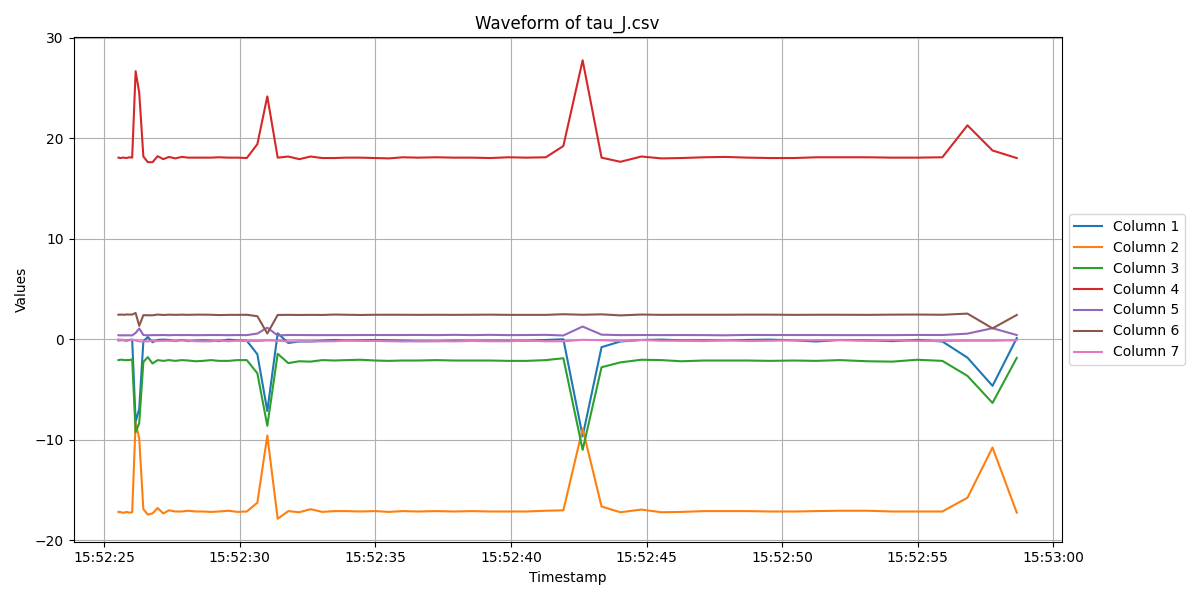 Waveform of tau_J.csv
30
20
10
0
−10
−20
Values
15:52:25
15:52:30
15:52:35
15:52:40
15:52:45
15:52:50
15:52:55
15:53:00
Timestamp
Column 1
Column 2
Column 3
Column 4
Column 5
Column 6
Column 7